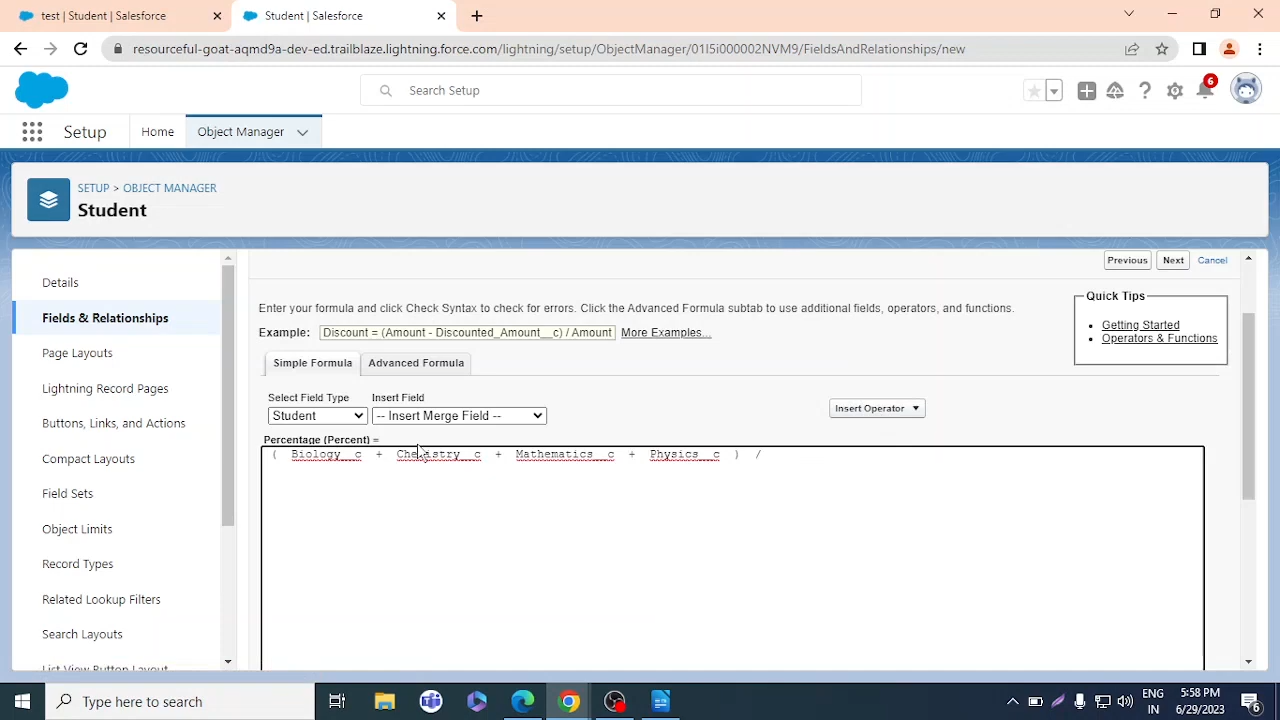 test | Student | Salesforce
Student | Salesforce
resourceful-goat-aqmd9a-dev-ed.trailblaze.lightning.force.com/lightning/setup/ObjectManager/01I5i000002NVM9/FieldsAndRelationships/new
Search Setup
6
Setup
Home
Object Manager
SETUP > OBJECT MANAGER
Student
Details
Fields & Relationships
Page Layouts
Lightning Record Pages
Buttons, Links, and Actions
Compact Layouts
Field Sets
Object Limits
Record Types
Related Lookup Filters
Search Layouts
List View Button Layout
Previous
Next
Cancel
Enter your formula and click Check Syntax to check for errors. Click the Advanced Formula subtab to use additional fields, operators, and functions.
Example: Discount = (Amount - Discounted_Amount__c) / Amount More Examples...
Quick Tips
• Getting Started
• Operators & Functions
Simple Formula
Advanced Formula
Select Field Type
Insert Field
Student
-- Insert Merge Field --
Insert Operator
Percentage (Percent) =
( Biology__c + Chemistry__c + Mathematics__c + Physics__c ) /
Type here to search
ENG
IN
5:58 PM
6/29/2023
6